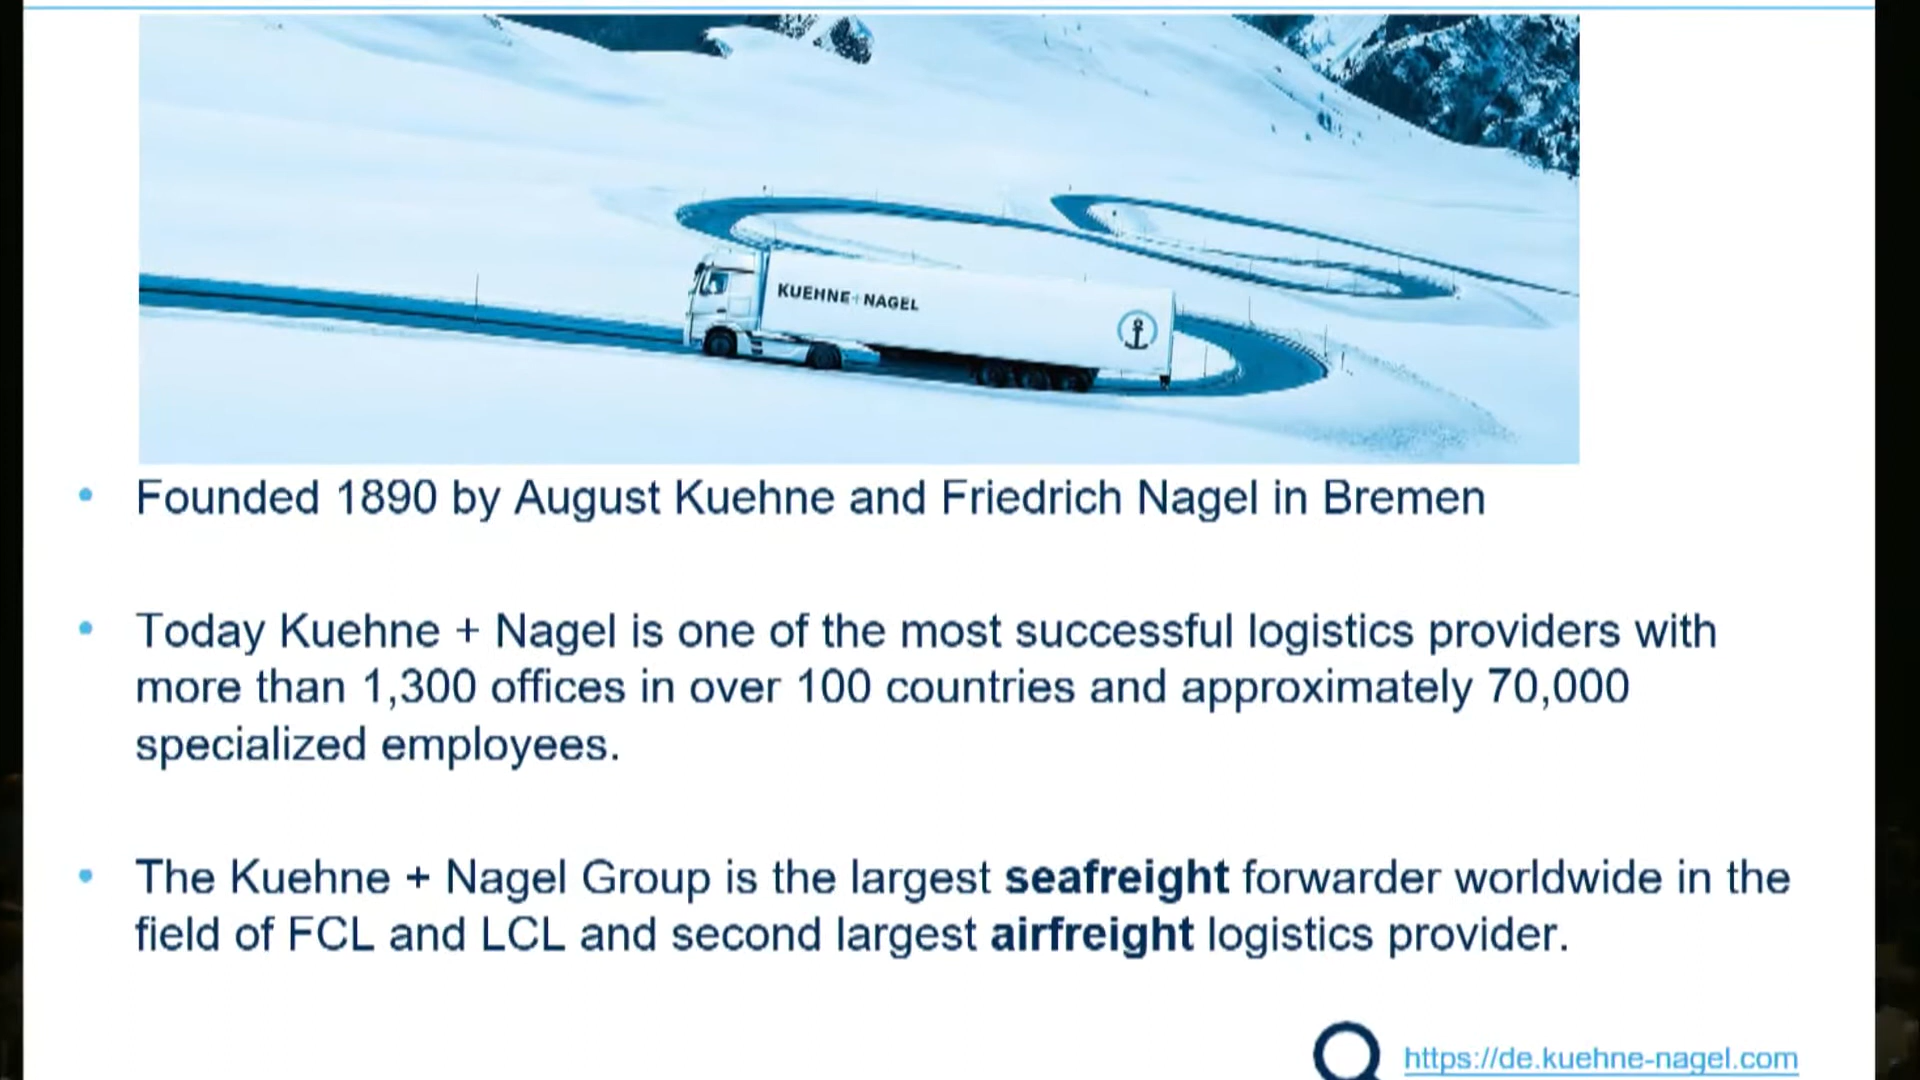 KUEHNE+NAGEL
• Founded 1890 by August Kuehne and Friedrich Nagel in Bremen
• Today Kuehne + Nagel is one of the most successful logistics providers with
more than 1,300 offices in over 100 countries and approximately 70,000
specialized employees.
• The Kuehne + Nagel Group is the largest seafreight forwarder worldwide in the
field of FCL and LCL and second largest airfreight logistics provider.
https://de.kuehne-nagel.com